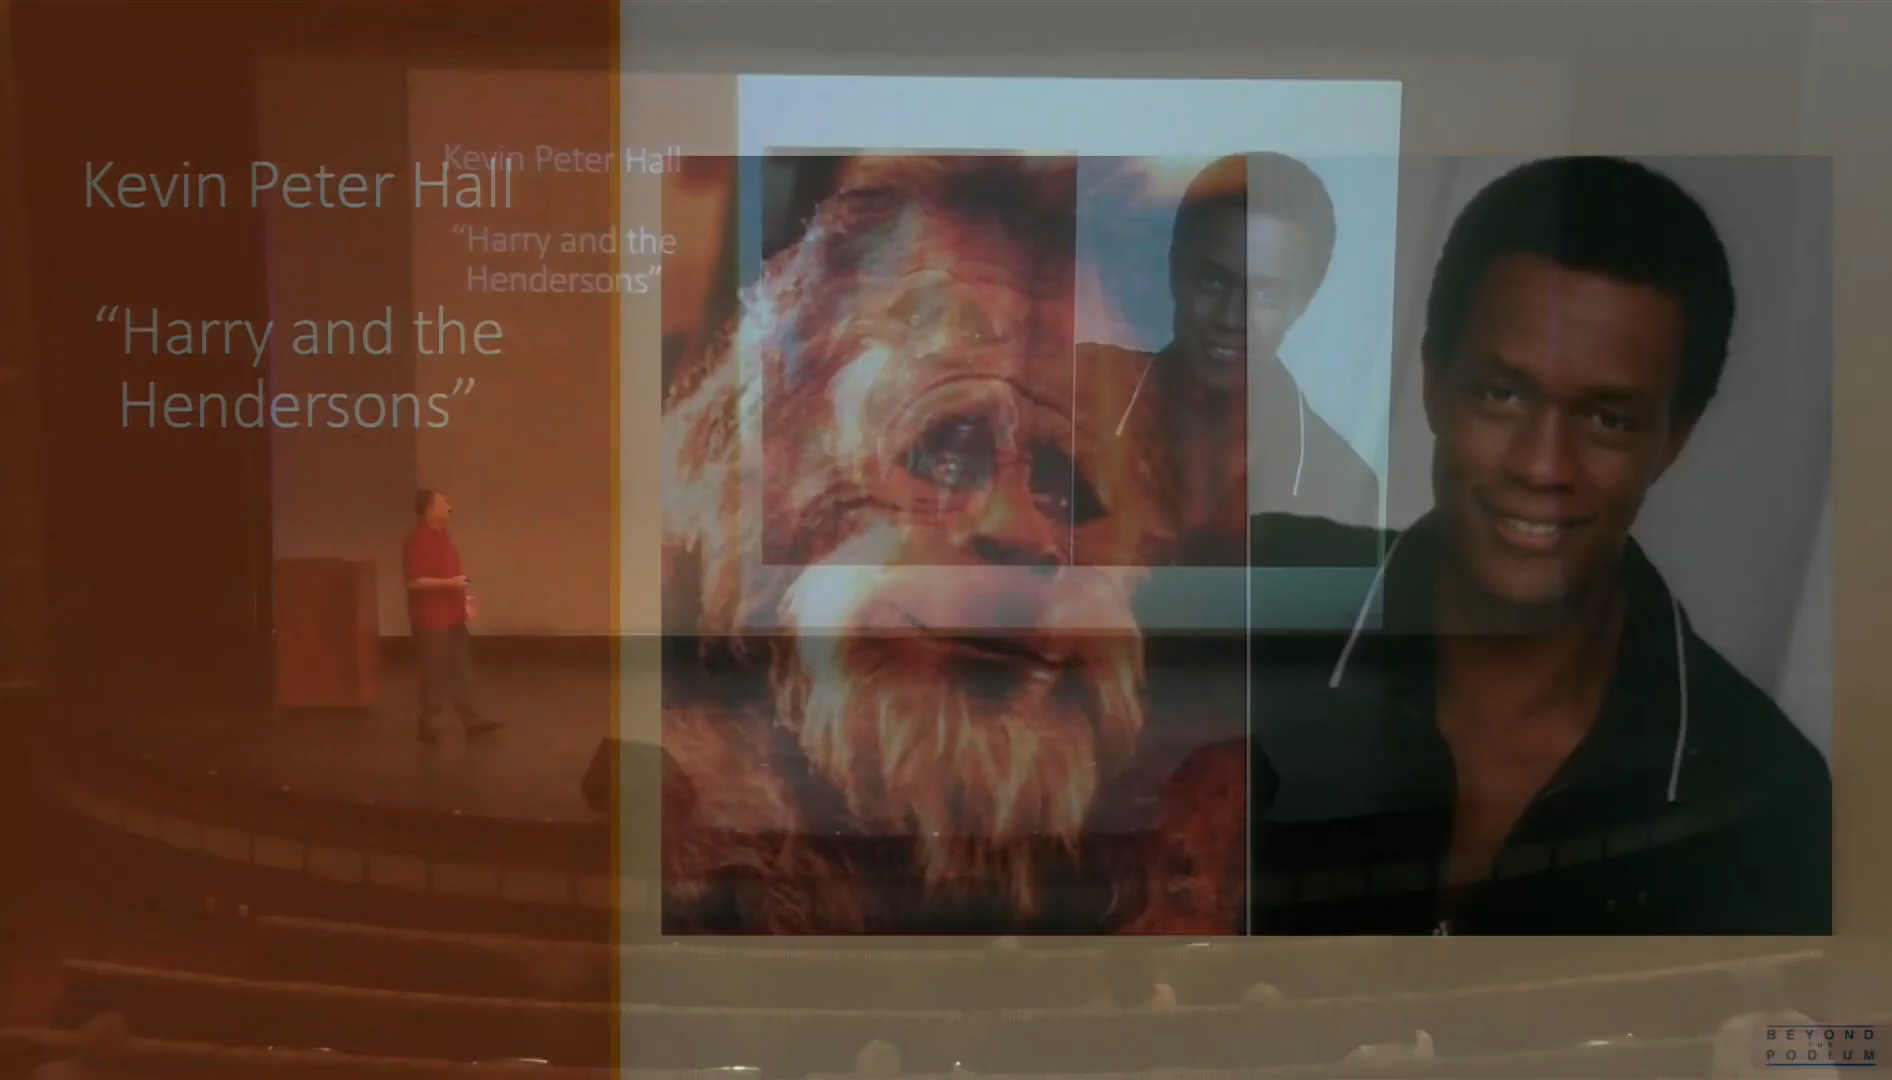 Kevin Peter Hall
“Harry and the
Hendersons”
Kevin Peter Hall
“Harry and the
Hendersons”
BEYOND
THE
PODIUM